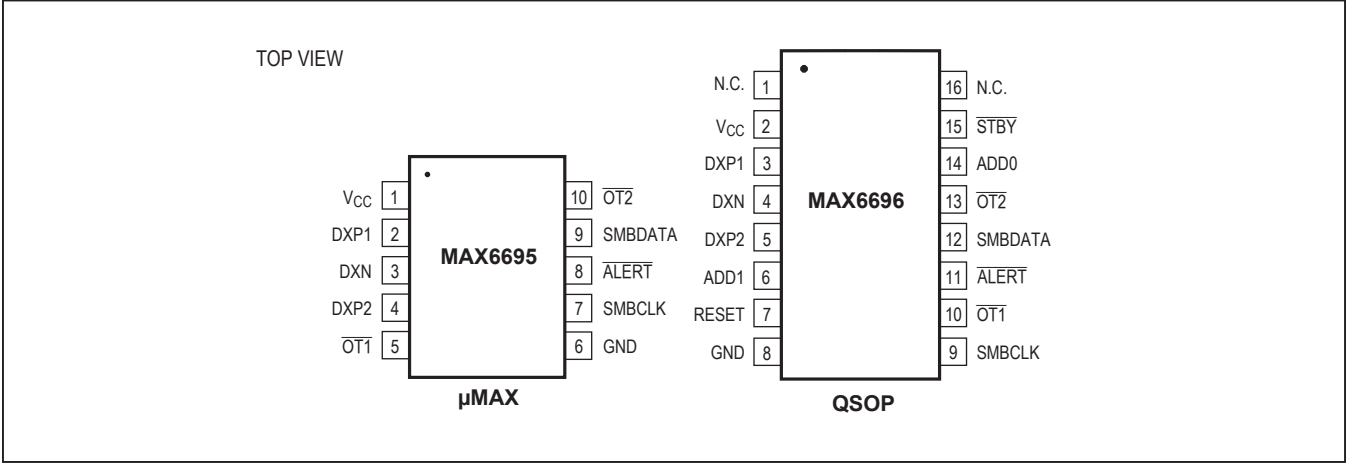 TOP VIEW
MAX6695
VCC 1
DXP1 2
DXN 3
DXP2 4
OT1 5
10 OT2
9 SMBDATA
8 ALERT
7 SMBCLK
6 GND
µMAX
MAX6696
N.C. 1
VCC 2
DXP1 3
DXN 4
DXP2 5
ADD1 6
RESET 7
GND 8
16 N.C.
15 STBY
14 ADD0
13 OT2
12 SMBDATA
11 ALERT
10 OT1
9 SMBCLK
QSOP